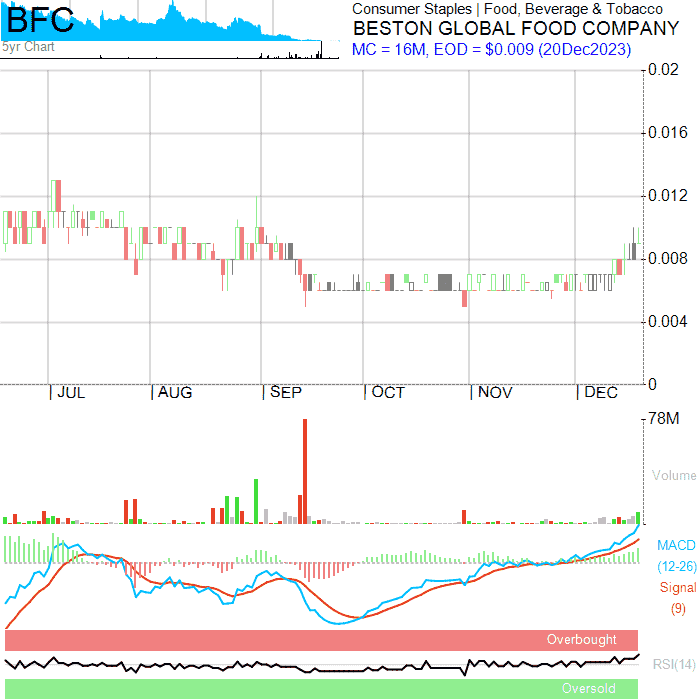 BFC
5yr Chart
Consumer Staples | Food, Beverage & Tobacco
BESTON GLOBAL FOOD COMPANY
MC = 16M, EOD = $0.009 (20Dec2023)
0.02
0.016
0.012
0.008
0.004
0
JUL
AUG
SEP
OCT
NOV
DEC
78M
Volume
MACD
(12-26)
Signal
(9)
Overbought
RSI(14)
Oversold